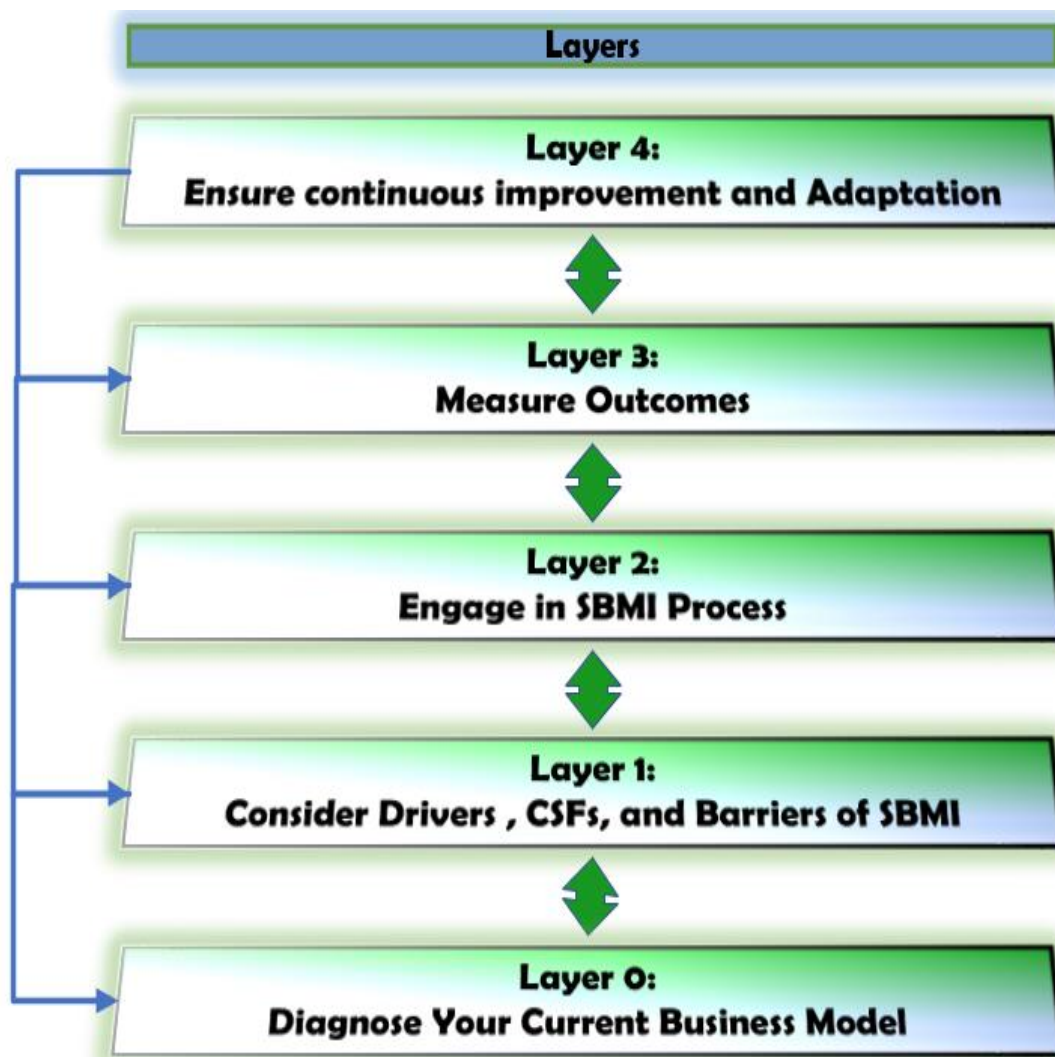 Layers
Layer 4:
Ensure continuous improvement and Adaptation
Layer 3:
Measure Outcomes
Layer 2:
Engage in SBMI Process
Layer 1:
Consider Drivers , CSFs, and Barriers of SBMI
Layer 0:
Diagnose Your Current Business Model